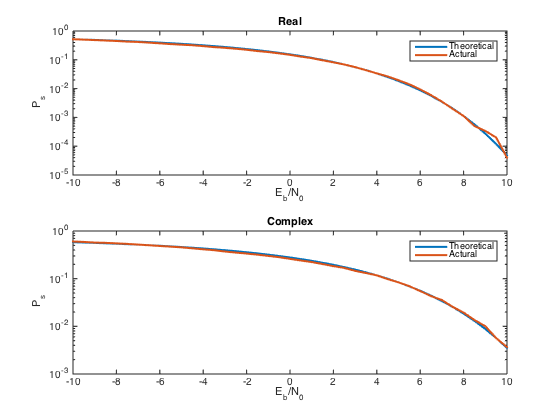 Real
10^0
10^-1
10^-2
10^-3
10^-4
10^-5
P_s
Theoretical
Actural
-10 -8 -6 -4 -2 0 2 4 6 8 10
E_b/N_0
Complex
10^0
10^-1
10^-2
10^-3
P_s
Theoretical
Actural
-10 -8 -6 -4 -2 0 2 4 6 8 10
E_b/N_0